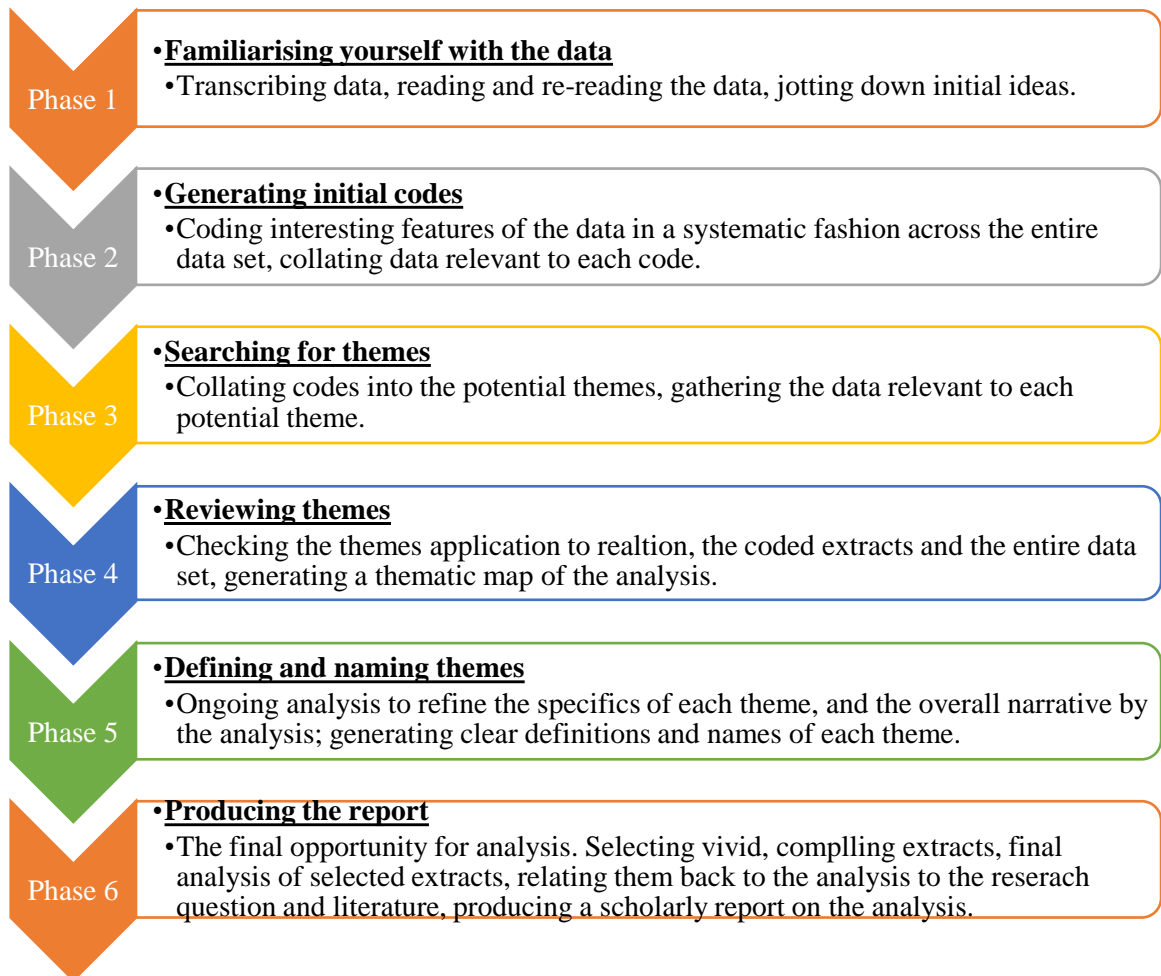 Phase 1
•Familiarising yourself with the data
•Transcribing data, reading and re-reading the data, jotting down initial ideas.
Phase 2
•Generating initial codes
•Coding interesting features of the data in a systematic fashion across the entire
data set, collating data relevant to each code.
Phase 3
•Searching for themes
•Collating codes into the potential themes, gathering the data relevant to each
potential theme.
Phase 4
•Reviewing themes
•Checking the themes application to realtion, the coded extracts and the entire data
set, generating a thematic map of the analysis.
Phase 5
•Defining and naming themes
•Ongoing analysis to refine the specifics of each theme, and the overall narrative by
the analysis; generating clear definitions and names of each theme.
Phase 6
•Producing the report
•The final opportunity for analysis. Selecting vivid, complling extracts, final
analysis of selected extracts, relating them back to the analysis to the reserach
question and literature, producing a scholarly report on the analysis.